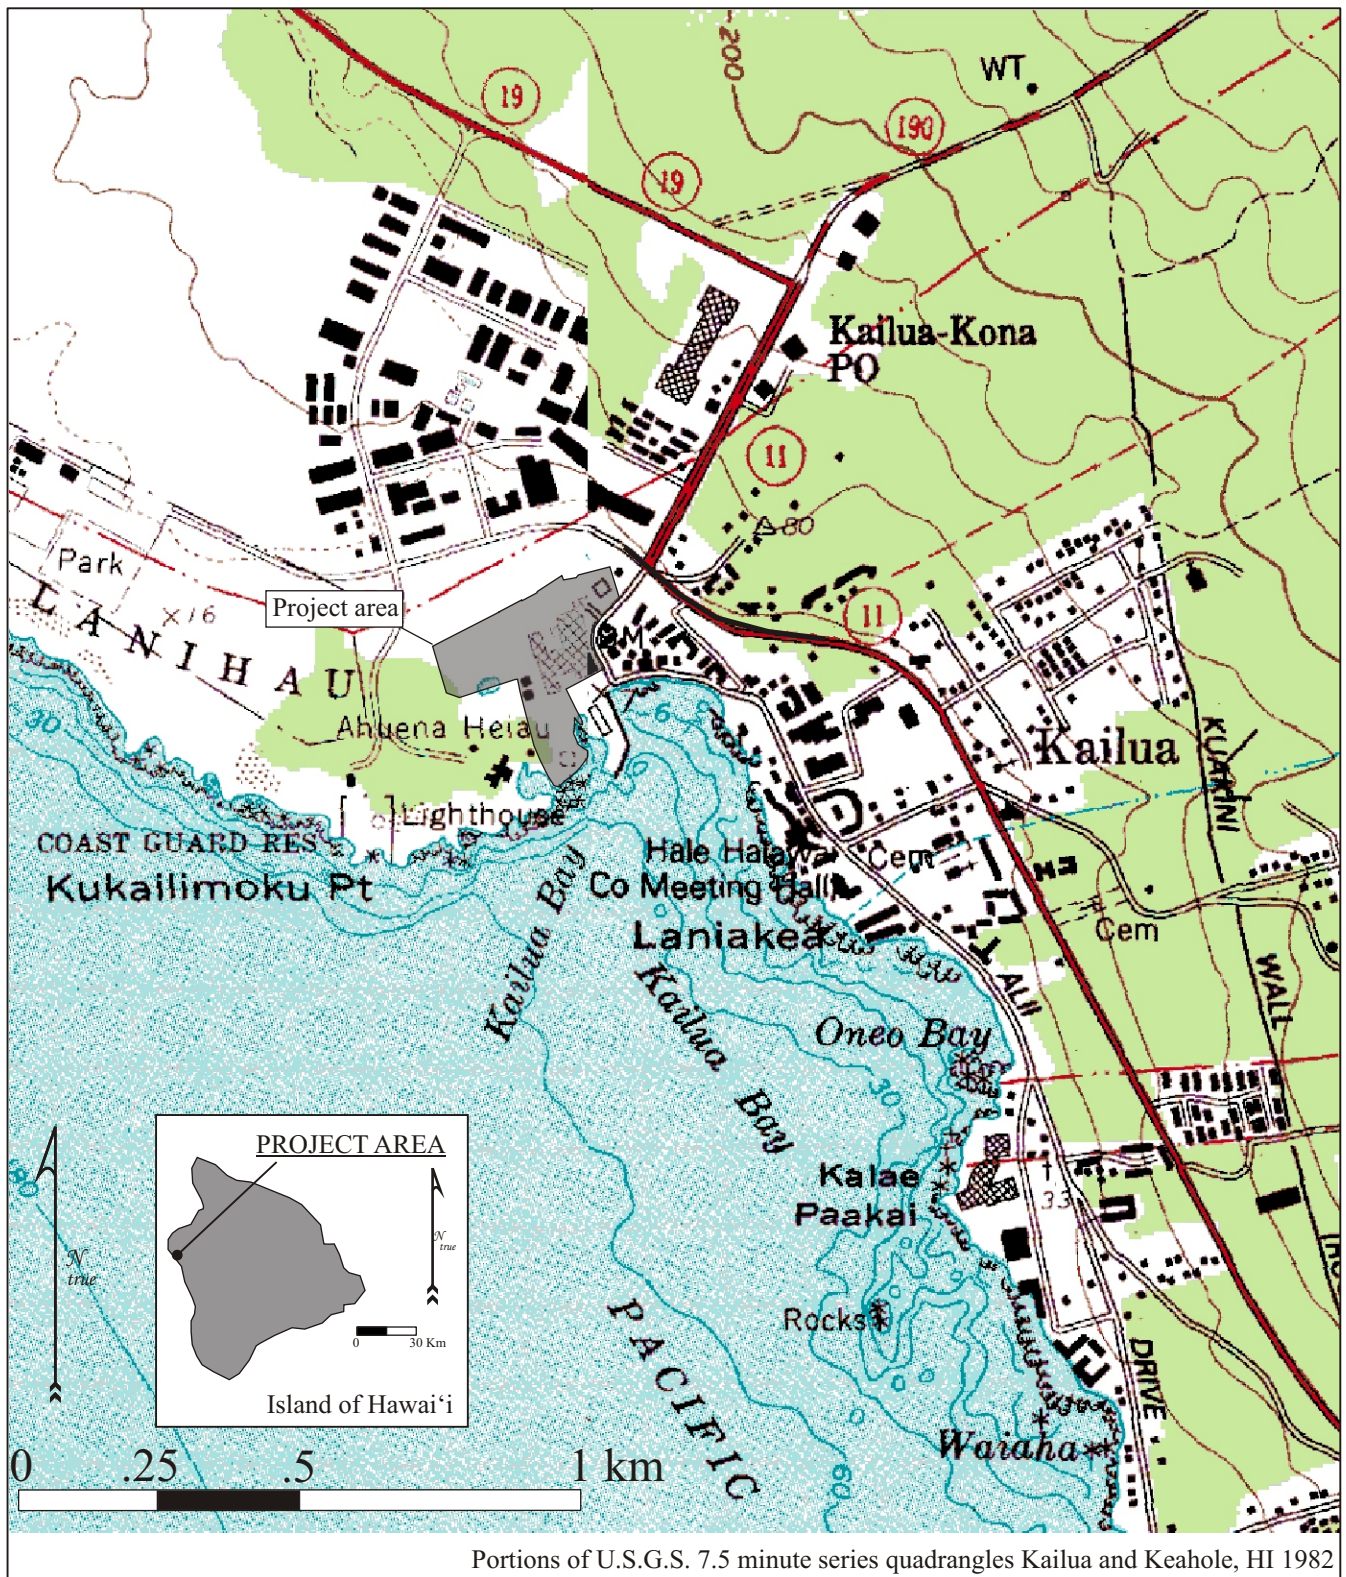 200
WT
19
190
19
Kailua-Kona
PO
11
80
Park
Project area
16
11
M
LANIHAU
6
30
Ahuena Heiau
Kailua
KUAKINI
Lighthouse
COAST GUARD RES
Kukailimoku Pt
Hale Halawai
Co Meeting Hall
Cem
Cem
Laniakea
WALL
ALII
Kailua Bay
Kailua Bay
Oneo Bay
30
PROJECT AREA
N
true
0 30 Km
Island of Hawai‘i
N
true
Kalae
Paakai
33
Rocks
PACIFIC
DRIVE
Waiaha
60
0 .25 .5 1 km
Portions of U.S.G.S. 7.5 minute series quadrangles Kailua and Keahole, HI 1982